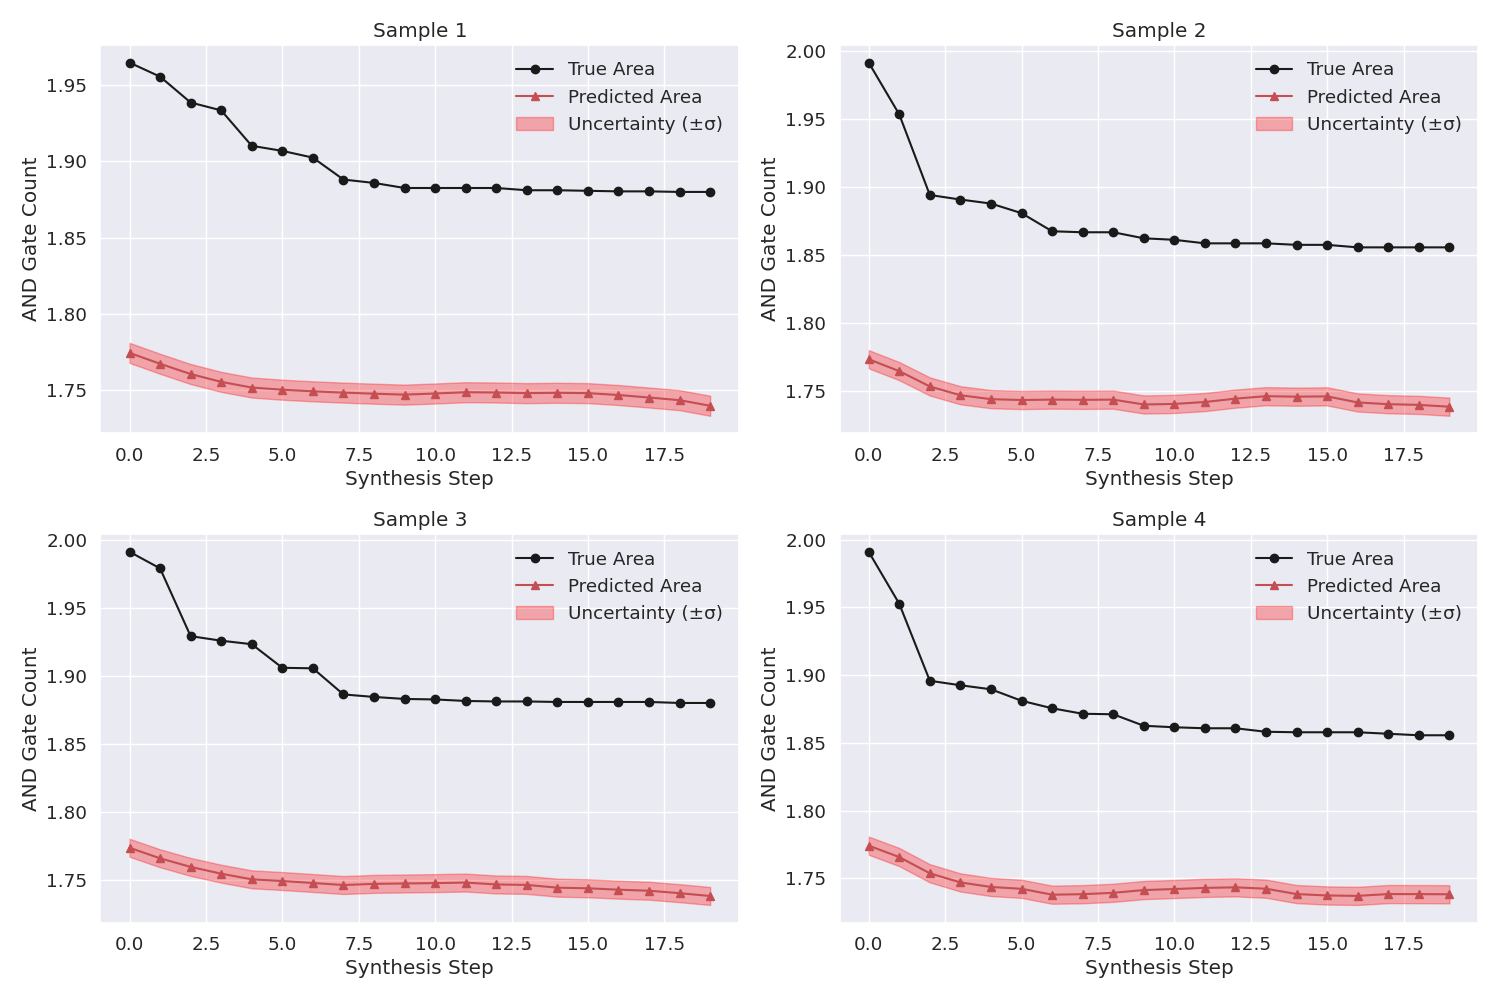 Sample 1
AND Gate Count
1.95
1.90
1.85
1.80
1.75
True Area
Predicted Area
Uncertainty (±σ)
0.0 2.5 5.0 7.5 10.0 12.5 15.0 17.5
Synthesis Step
Sample 2
AND Gate Count
2.00
1.95
1.90
1.85
1.80
1.75
True Area
Predicted Area
Uncertainty (±σ)
0.0 2.5 5.0 7.5 10.0 12.5 15.0 17.5
Synthesis Step
Sample 3
AND Gate Count
2.00
1.95
1.90
1.85
1.80
1.75
True Area
Predicted Area
Uncertainty (±σ)
0.0 2.5 5.0 7.5 10.0 12.5 15.0 17.5
Synthesis Step
Sample 4
AND Gate Count
2.00
1.95
1.90
1.85
1.80
1.75
True Area
Predicted Area
Uncertainty (±σ)
0.0 2.5 5.0 7.5 10.0 12.5 15.0 17.5
Synthesis Step